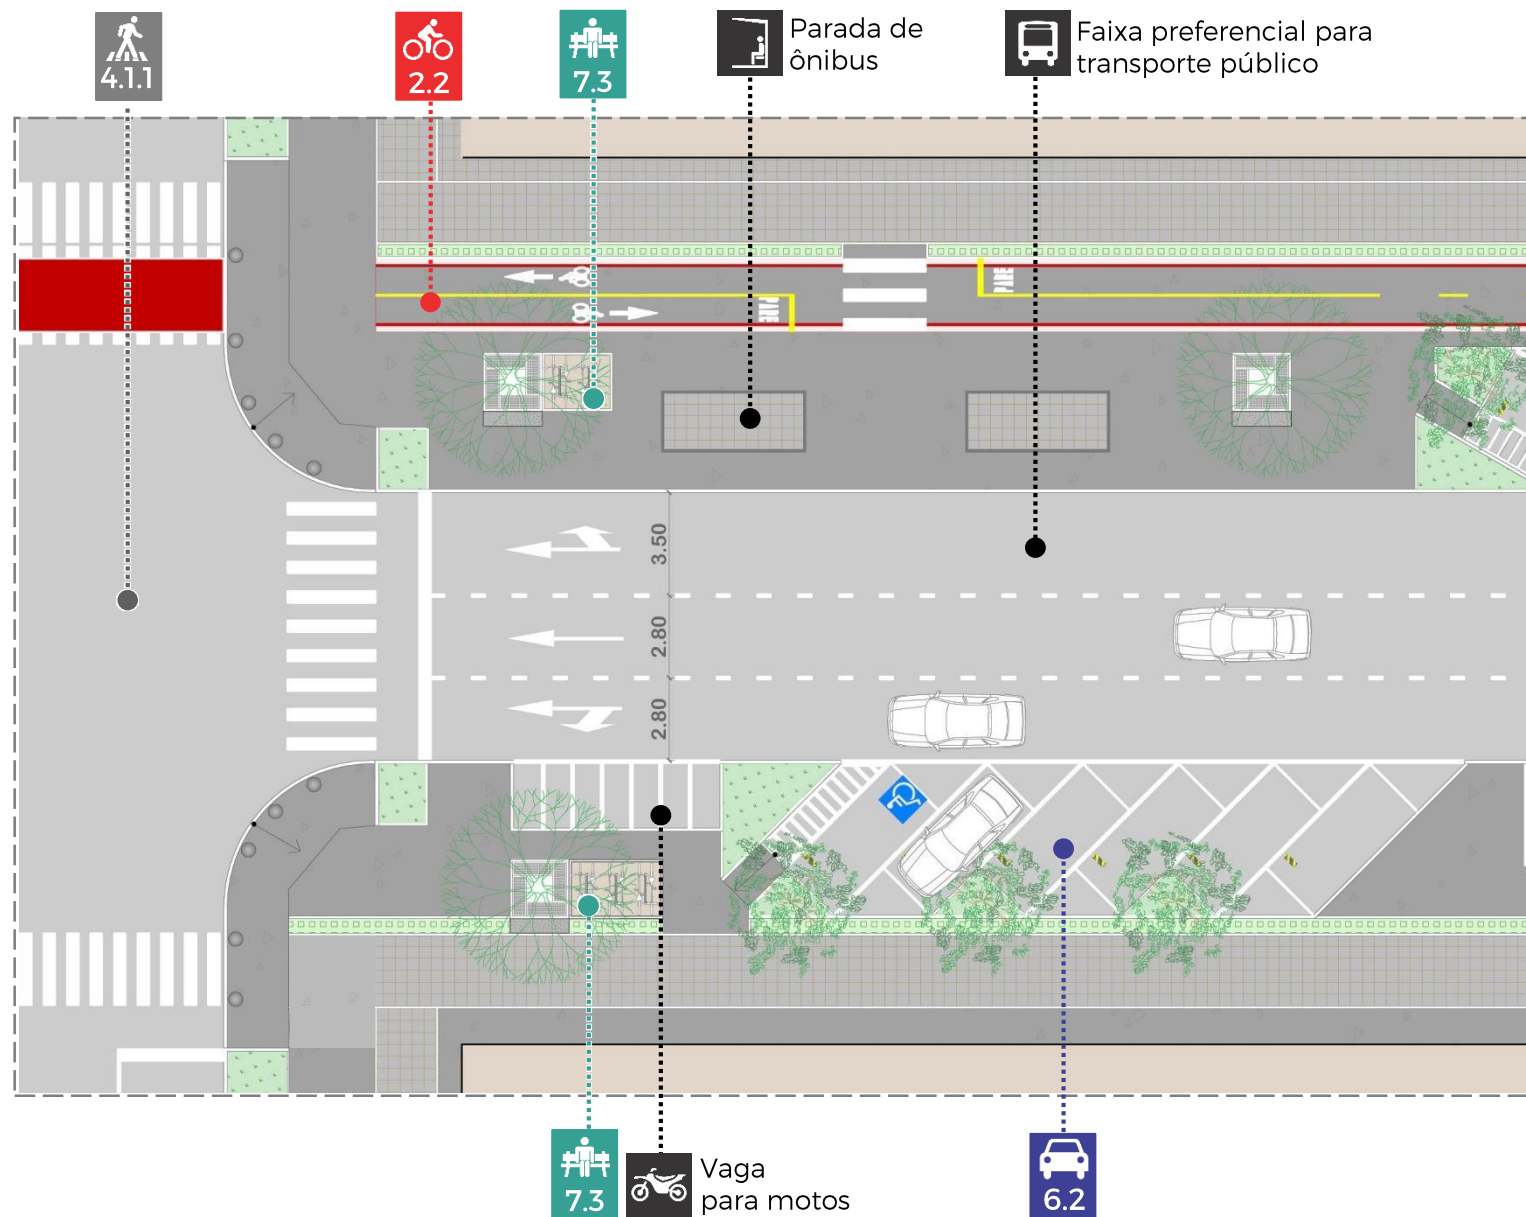 4.1.1
2.2
7.3
Parada de
ônibus
Faixa preferencial para
transporte público
PARE
PARE
3.50
2.80
2.80
7.3
Vaga
para motos
6.2